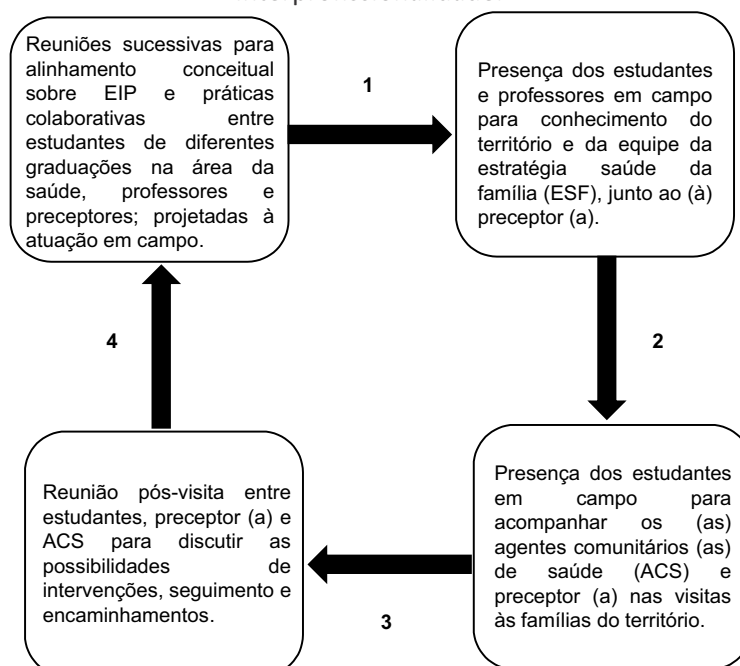 Reuniões sucessivas para
alinhamento conceitual
sobre EIP e práticas
colaborativas entre
estudantes de diferentes
graduações na área da
saúde, professores e
preceptores; projetadas à
atuação em campo.
1
Presença dos estudantes
e professores em campo
para conhecimento do
território e da equipe da
estratégia saúde da
família (ESF), junto ao (à)
preceptor (a).
4
2
Reunião pós-visita entre
estudantes, preceptor (a) e
ACS para discutir as
possibilidades de
intervenções, seguimento e
encaminhamentos.
3
Presença dos estudantes
em campo para
acompanhar os (as)
agentes comunitários (as)
de saúde (ACS) e
preceptor (a) nas visitas
às famílias do território.